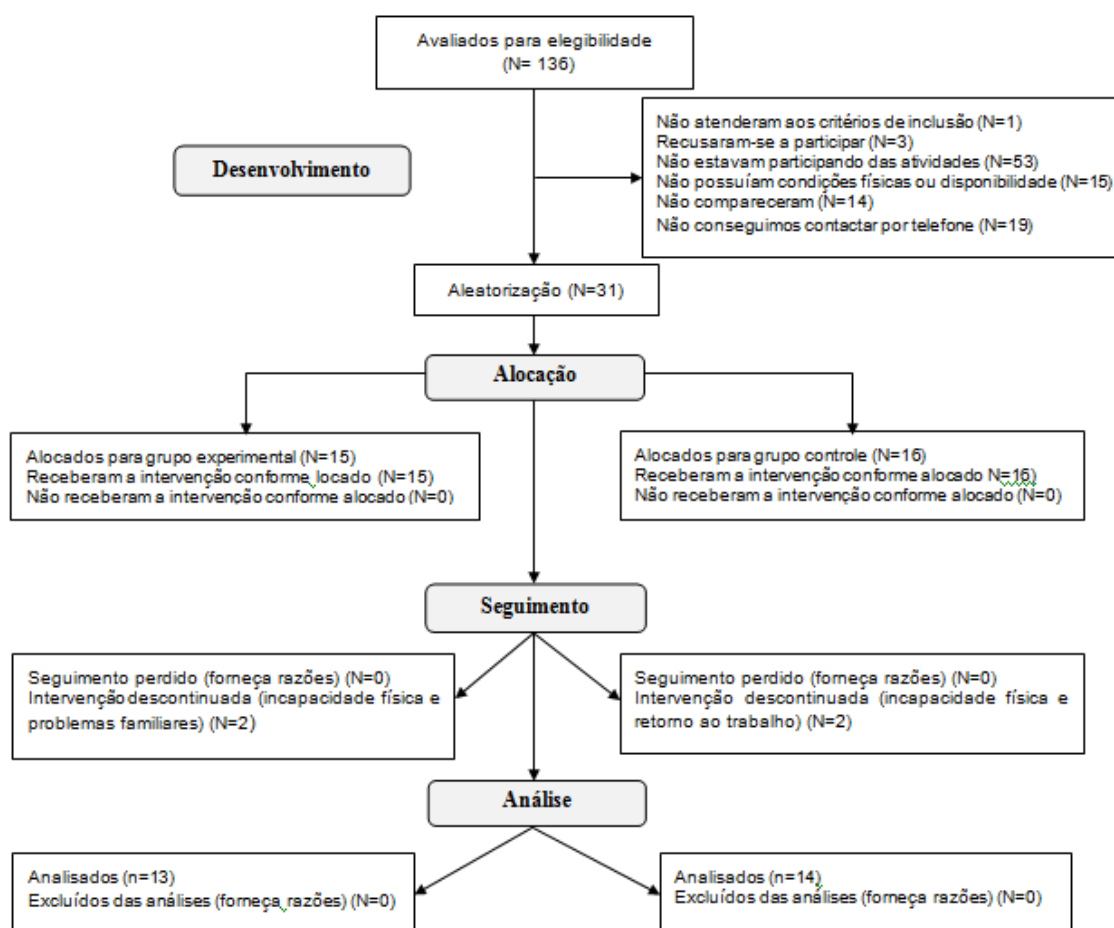 Avaliados para elegibilidade
(N= 136)
Não atenderam aos critérios de inclusão (N=1)
Recusaram-se a participar (N=3)
Não estavam participando das atividades (N=53)
Não possuíam condições físicas ou disponibilidade (N=15)
Não compareceram (N=14)
Não conseguimos contactar por telefone (N=19)
Desenvolvimento
Aleatorização (N=31)
Alocação
Alocados para grupo experimental (N=15)
Receberam a intervenção conforme locado (N=15)
Não receberam a intervenção conforme alocado (N=0)
Alocados para grupo controle (N=16)
Receberam a intervenção conforme alocado N=16)
Não receberam a intervenção conforme alocado (N=0)
Seguimento
Seguimento perdido (forneça razões) (N=0)
Intervenção descontinuada (incapacidade física e
problemas familiares) (N=2)
Seguimento perdido (forneça razões) (N=0)
Intervenção descontinuada (incapacidade física e
retorno ao trabalho) (N=2)
Análise
Analisados (n=13)
Excluídos das análises (forneça razões) (N=0)
Analisados (n=14)
Excluídos das análises (forneça razões) (N=0)